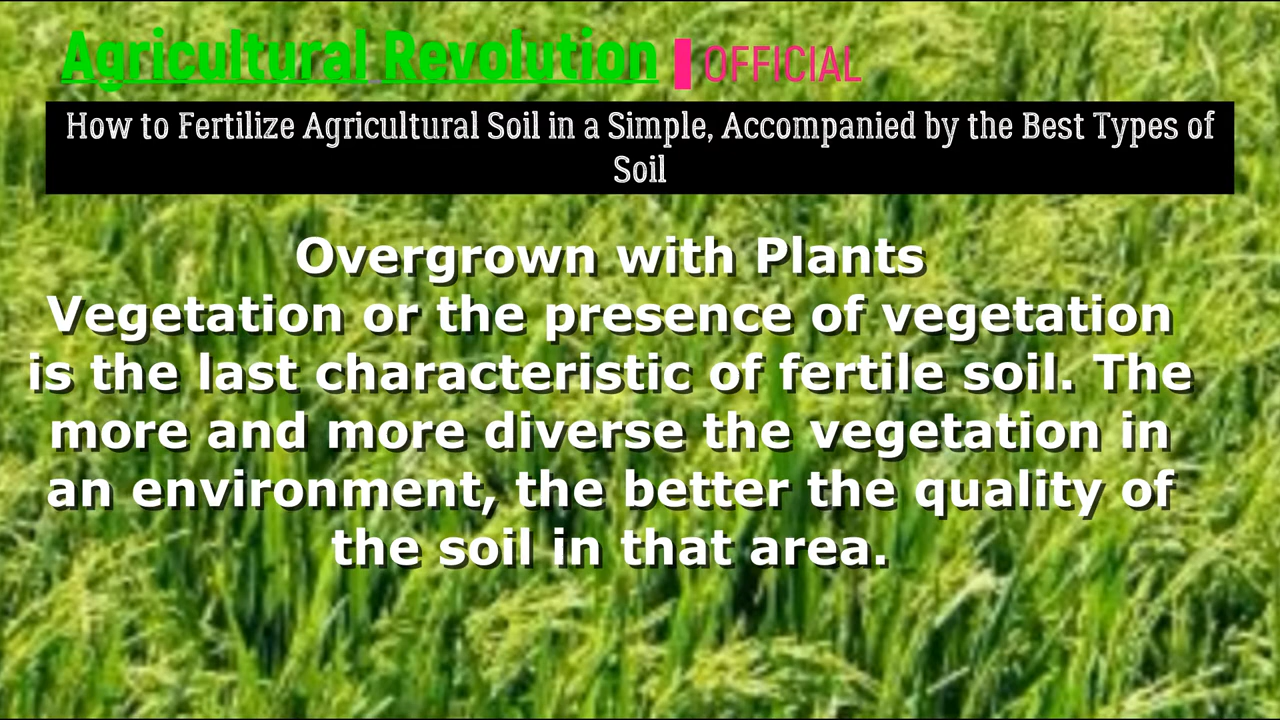 Agricultural Revolution OFFICIAL
How to Fertilize Agricultural Soil in a Simple, Accompanied by the Best Types of
Soil
Overgrown with Plants
Vegetation or the presence of vegetation
is the last characteristic of fertile soil. The
more and more diverse the vegetation in
an environment, the better the quality of
the soil in that area.